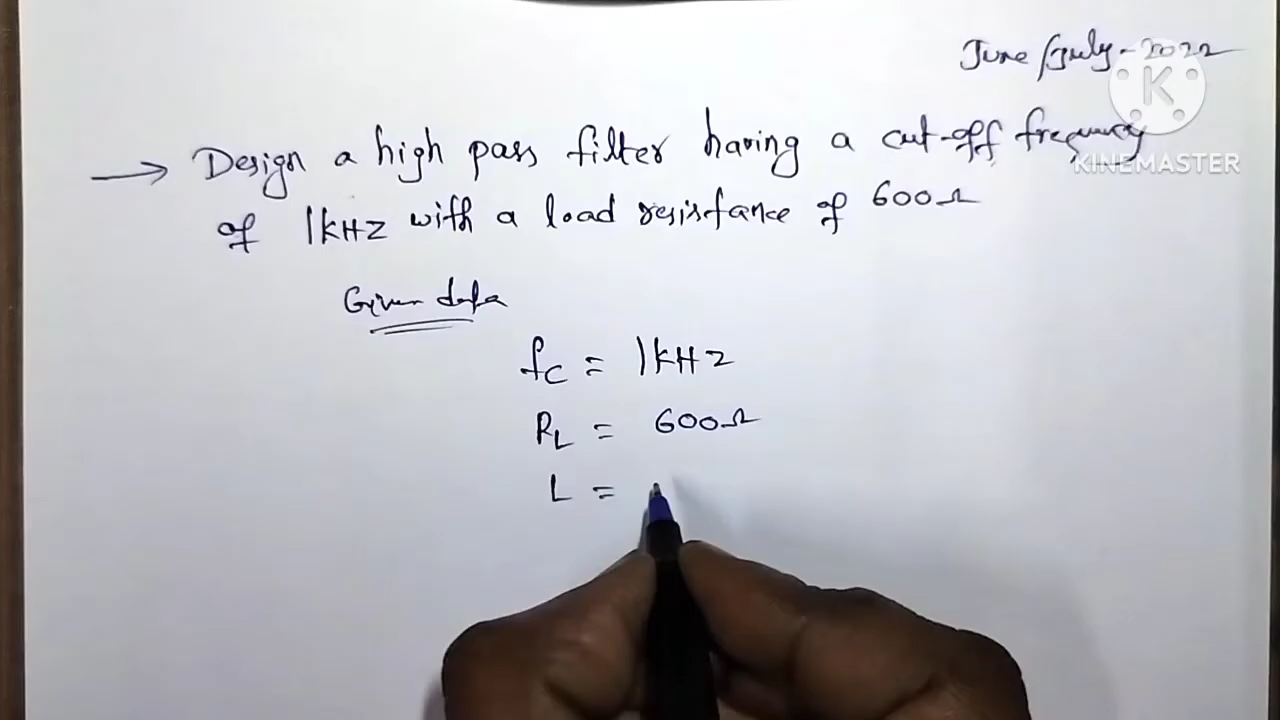 June/July-2022
K
KINEMASTER
→ Design a high pass filter having a cut-off frequency
of 1kHz with a load resistance of 600Ω
Given data
fc = 1kHz
RL = 600Ω
L =